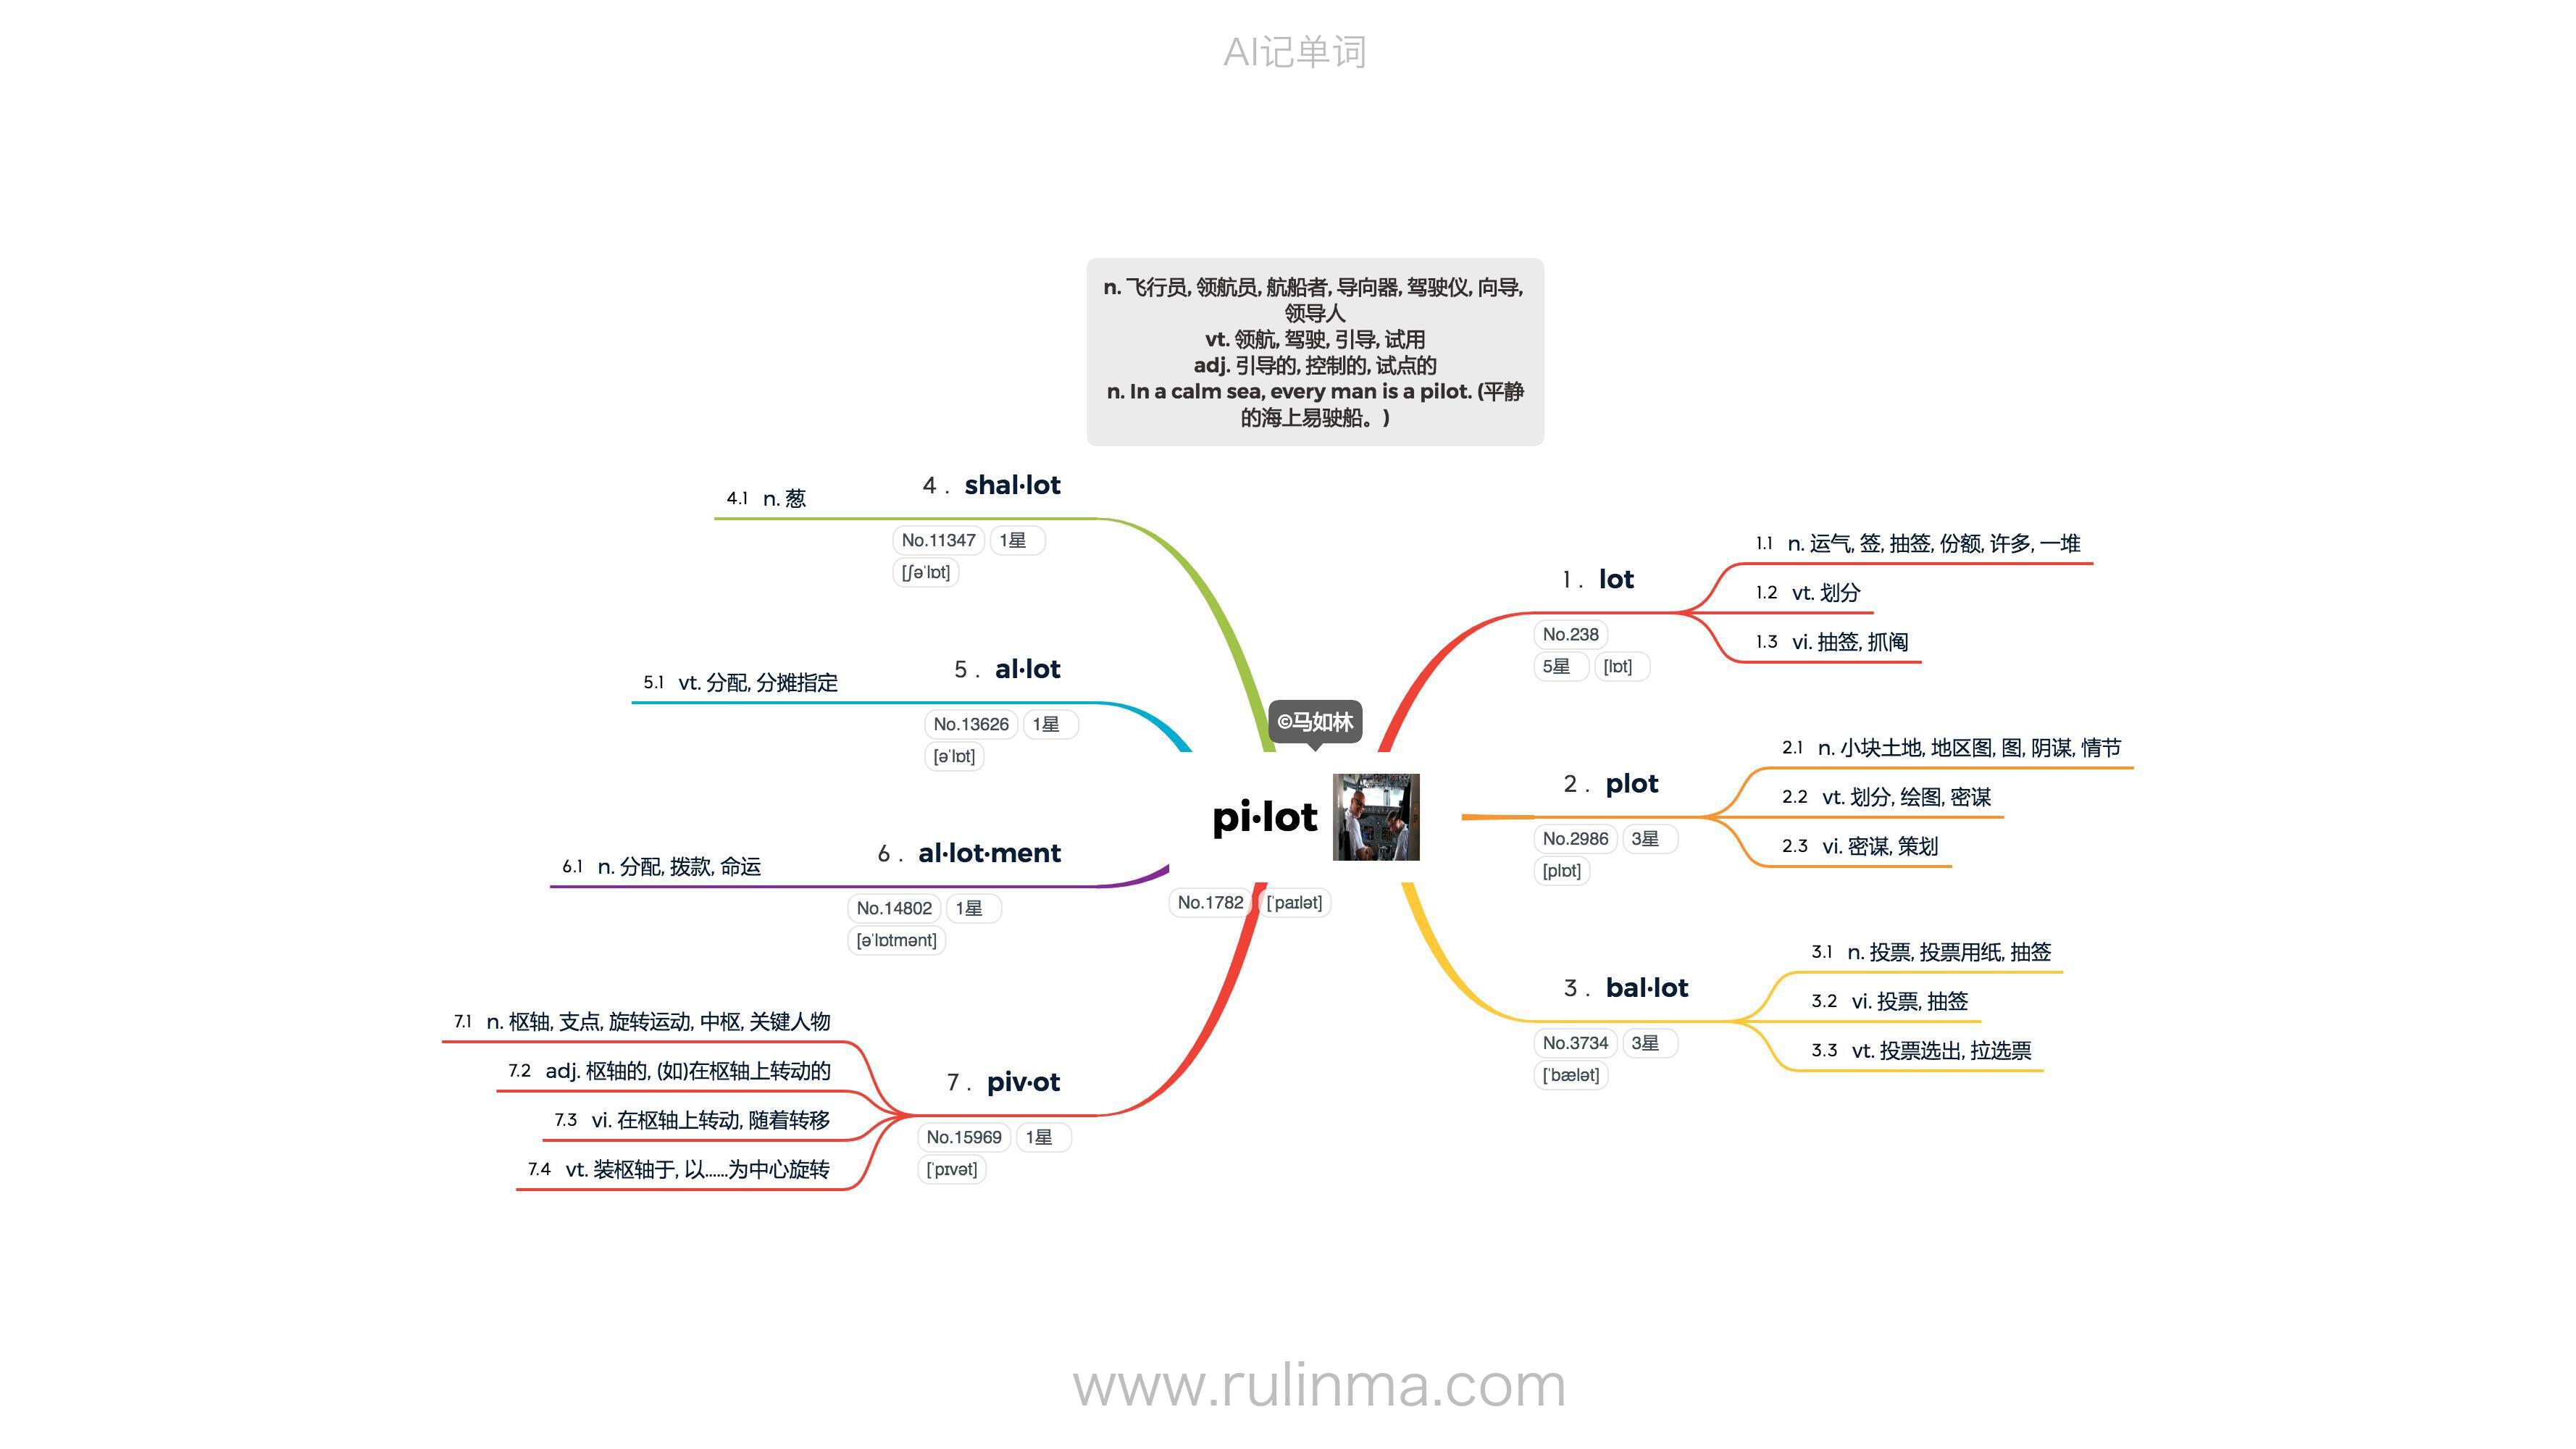 AI记单词
n. 飞行员, 领航员, 航船者, 导向器, 驾驶仪, 向导,
领导人
vt. 领航, 驾驶, 引导, 试用
adj. 引导的, 控制的, 试点的
n. In a calm sea, every man is a pilot. (平静
的海上易驶船。)
©马如林
pi·lot
No.1782 [ˈpaɪlət]
1. lot
No.238
5星 [lɒt]
1.1 n. 运气, 签, 抽签, 份额, 许多, 一堆
1.2 vt. 划分
1.3 vi. 抽签, 抓阄
2. plot
No.2986 3星
[plɒt]
2.1 n. 小块土地, 地区图, 图, 阴谋, 情节
2.2 vt. 划分, 绘图, 密谋
2.3 vi. 密谋, 策划
3. bal·lot
No.3734 3星
[ˈbælət]
3.1 n. 投票, 投票用纸, 抽签
3.2 vi. 投票, 抽签
3.3 vt. 投票选出, 拉选票
4. shal·lot
No.11347 1星
[ʃəˈlɒt]
4.1 n. 葱
5. al·lot
No.13626 1星
[əˈlɒt]
5.1 vt. 分配, 分摊指定
6. al·lot·ment
No.14802 1星
[əˈlɒtmənt]
6.1 n. 分配, 拨款, 命运
7. piv·ot
No.15969 1星
[ˈpɪvət]
7.1 n. 枢轴, 支点, 旋转运动, 中枢, 关键人物
7.2 adj. 枢轴的, (如)在枢轴上转动的
7.3 vi. 在枢轴上转动, 随着转移
7.4 vt. 装枢轴于, 以……为中心旋转
www.rulinma.com